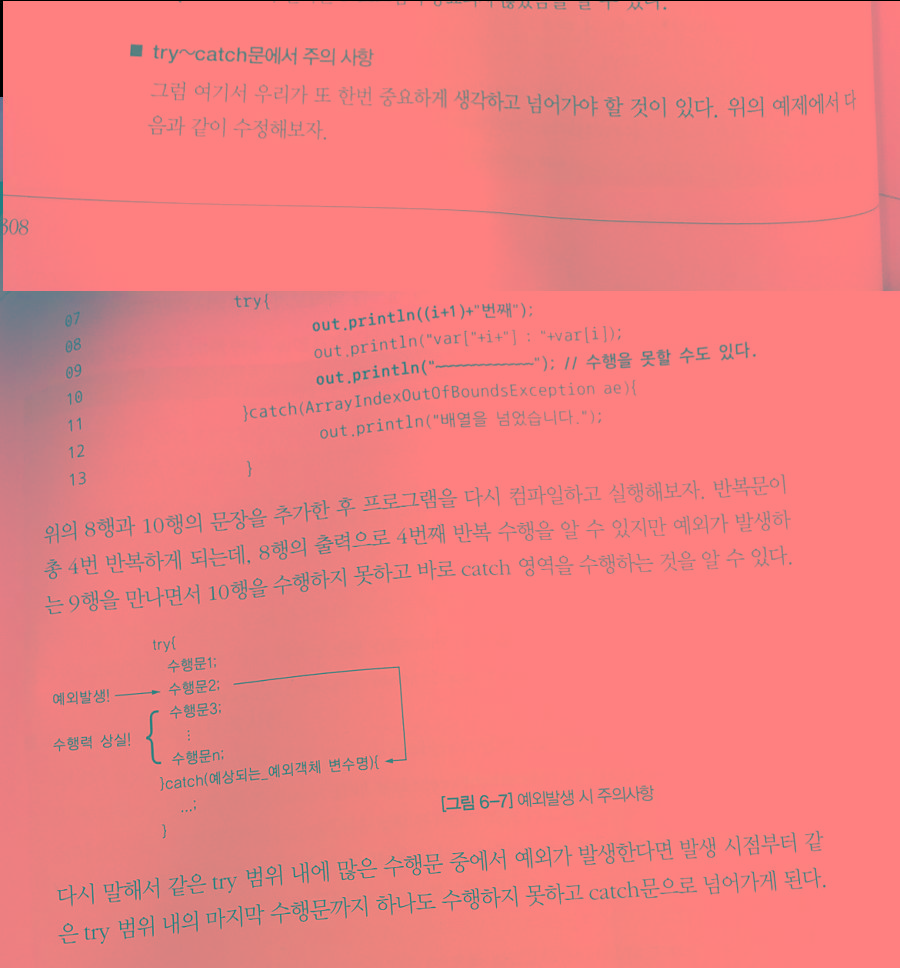 ■ try~catch문에서 주의 사항
그럼 여기서 우리가 또 한번 중요하게 생각하고 넘어가야 할 것이 있다. 위의 예제에서 다
음과 같이 수정해보자.
308
07 try{
08 out.println((i+1)+"번째");
09 out.println("var["+i+"] : "+var[i]);
10 out.println("~~~~~~~~~~~~"); // 수행을 못할 수도 있다.
11 }catch(ArrayIndexOutOfBoundsException ae){
12 out.println("배열을 넘었습니다.");
13 }
위의 8행과 10행의 문장을 추가한 후 프로그램을 다시 컴파일하고 실행해보자. 반복문이
총 4번 반복하게 되는데, 8행의 출력으로 4번째 반복 수행을 알 수 있지만 예외가 발생하
는 9행을 만나면서 10행을 수행하지 못하고 바로 catch 영역을 수행하는 것을 알 수 있다.
try{
수행문1;
예외발생! 수행문2;
수행문3;
수행력 상실! ⋮
수행문n;
}catch(예상되는_예외객체 변수명){
...;
}
[그림 6-7] 예외발생 시 주의사항
다시 말해서 같은 try 범위 내에 많은 수행문 중에서 예외가 발생한다면 발생 시점부터 같
은 try 범위 내의 마지막 수행문까지 하나도 수행하지 못하고 catch문으로 넘어가게 된다.